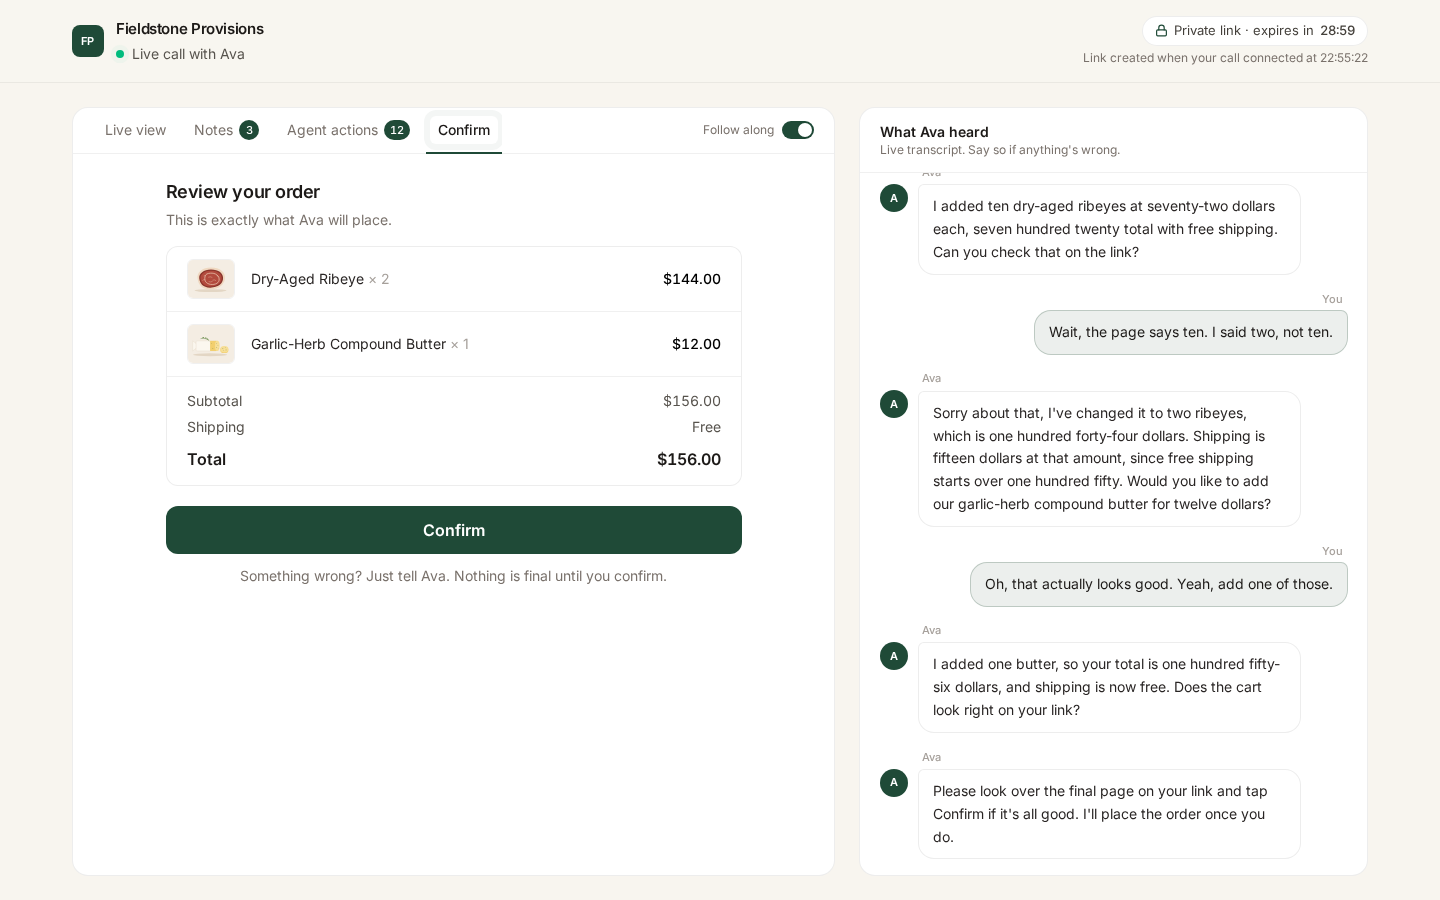 FP
Fieldstone Provisions
Live call with Ava
Private link · expires in 28:59
Link created when your call connected at 22:55:22
Live view
Notes 3
Agent actions 12
Confirm
Follow along
Review your order
This is exactly what Ava will place.
Dry-Aged Ribeye × 2 $144.00
Garlic-Herb Compound Butter × 1 $12.00
Subtotal $156.00
Shipping Free
Total $156.00
Confirm
Something wrong? Just tell Ava. Nothing is final until you confirm.
What Ava heard
Live transcript. Say so if anything's wrong.
Ava
A
I added ten dry-aged ribeyes at seventy-two dollars
each, seven hundred twenty total with free shipping.
Can you check that on the link?
You
Wait, the page says ten. I said two, not ten.
Ava
A
Sorry about that, I've changed it to two ribeyes,
which is one hundred forty-four dollars. Shipping is
fifteen dollars at that amount, since free shipping
starts over one hundred fifty. Would you like to add
our garlic-herb compound butter for twelve dollars?
You
Oh, that actually looks good. Yeah, add one of those.
Ava
A
I added one butter, so your total is one hundred fifty-
six dollars, and shipping is now free. Does the cart
look right on your link?
Ava
A
Please look over the final page on your link and tap
Confirm if it's all good. I'll place the order once you
do.